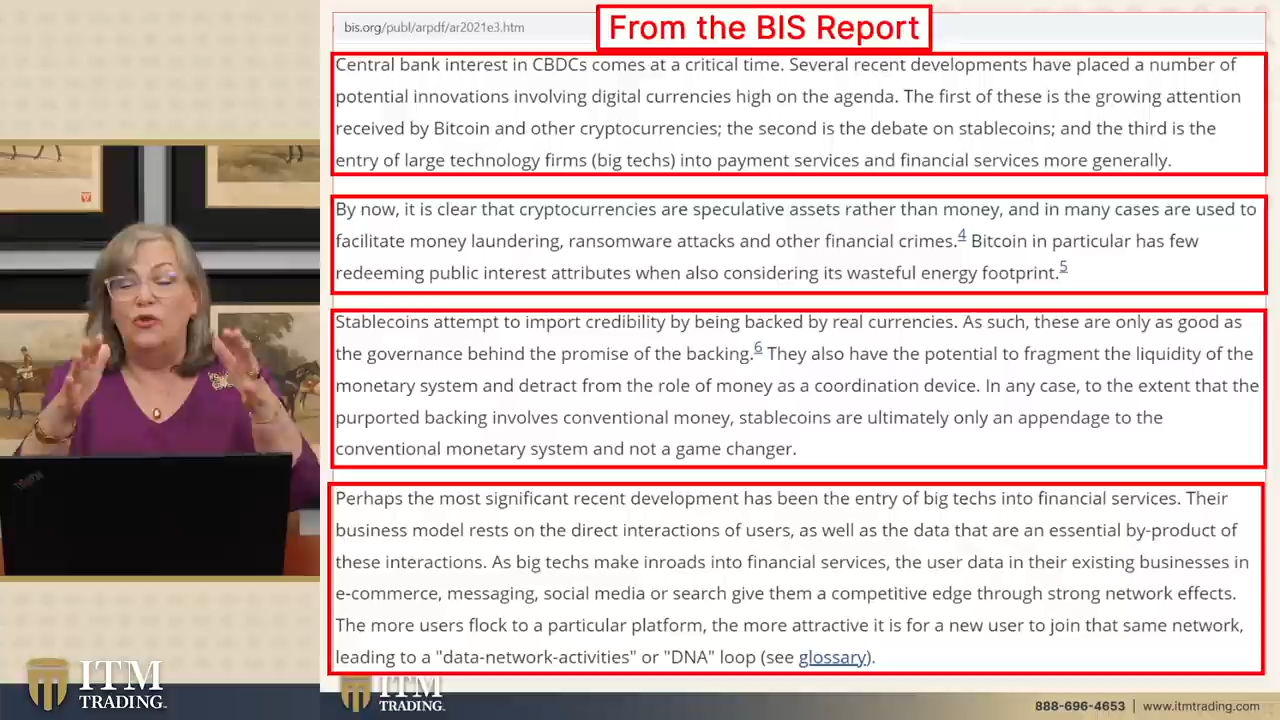 From the BIS Report
bis.org/publ/arpdf/ar2021e3.htm
Central bank interest in CBDCs comes at a critical time. Several recent developments have placed a number of
potential innovations involving digital currencies high on the agenda. The first of these is the growing attention
received by Bitcoin and other cryptocurrencies; the second is the debate on stablecoins; and the third is the
entry of large technology firms (big techs) into payment services and financial services more generally.
By now, it is clear that cryptocurrencies are speculative assets rather than money, and in many cases are used to
facilitate money laundering, ransomware attacks and other financial crimes.4 Bitcoin in particular has few
redeeming public interest attributes when also considering its wasteful energy footprint.5
Stablecoins attempt to import credibility by being backed by real currencies. As such, these are only as good as
the governance behind the promise of the backing.6 They also have the potential to fragment the liquidity of the
monetary system and detract from the role of money as a coordination device. In any case, to the extent that the
purported backing involves conventional money, stablecoins are ultimately only an appendage to the
conventional monetary system and not a game changer.
Perhaps the most significant recent development has been the entry of big techs into financial services. Their
business model rests on the direct interactions of users, as well as the data that are an essential by-product of
these interactions. As big techs make inroads into financial services, the user data in their existing businesses in
e-commerce, messaging, social media or search give them a competitive edge through strong network effects.
The more users flock to a particular platform, the more attractive it is for a new user to join that same network,
leading to a "data-network-activities" or "DNA" loop (see glossary).
ThinkPad
ITM
TRADING.
ITM
TRADING.
888-696-4653 | www.itmtrading.com